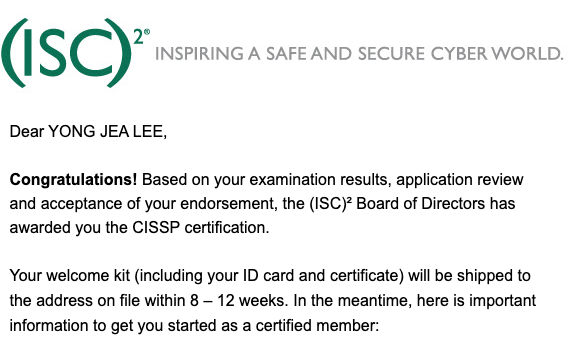 (ISC)²® INSPIRING A SAFE AND SECURE CYBER WORLD.
Dear YONG JEA LEE,
Congratulations! Based on your examination results, application review
and acceptance of your endorsement, the (ISC)² Board of Directors has
awarded you the CISSP certification.
Your welcome kit (including your ID card and certificate) will be shipped to
the address on file within 8 – 12 weeks. In the meantime, here is important
information to get you started as a certified member: